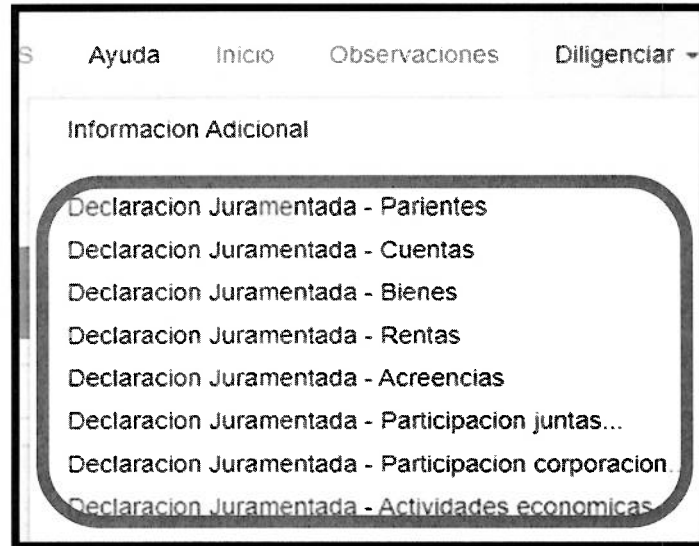 S Ayuda Inicio Observaciones Diligenciar
Informacion Adicional
Declaracion Juramentada - Parientes
Declaracion Juramentada - Cuentas
Declaracion Juramentada - Bienes
Declaracion Juramentada - Rentas
Declaracion Juramentada - Acreencias
Declaracion Juramentada - Participacion juntas...
Declaracion Juramentada - Participacion corporacion.
Declaracion Juramentada - Actividades economicas